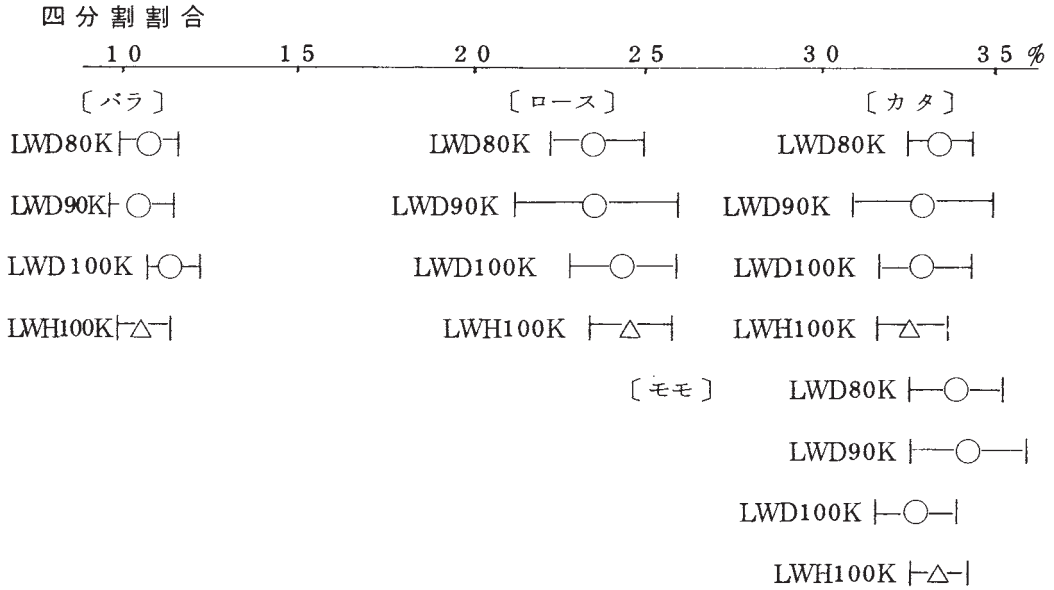 四分割割合
10 15 20 25 30 35 %
〔バラ〕 〔ロース〕 〔カタ〕
LWD80K LWD80K LWD80K
LWD90K LWD90K LWD90K
LWD100K LWD100K LWD100K
LWH100K LWH100K LWH100K
〔モモ〕 LWD80K
LWD90K
LWD100K
LWH100K